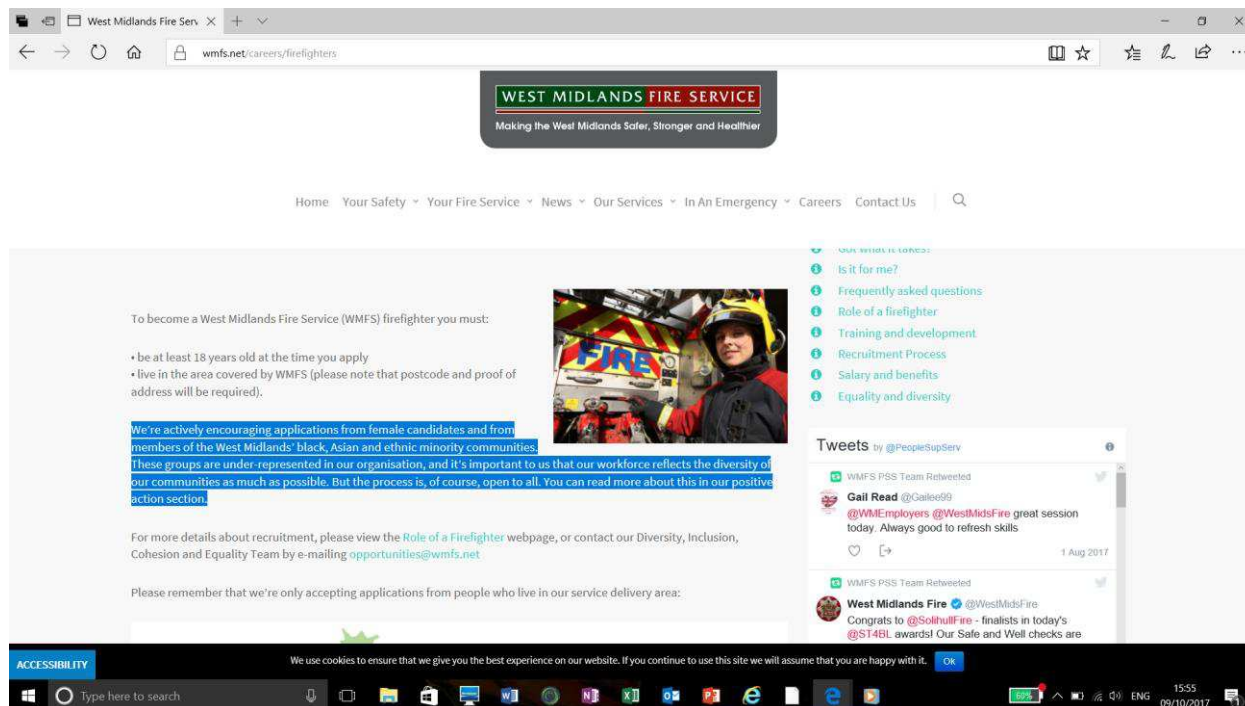 West Midlands Fire Serv
wmfs.net/careers/firefighters
WEST MIDLANDS FIRE SERVICE
Making the West Midlands Safer, Stronger and Healthier
Home Your Safety Your Fire Service News Our Services In An Emergency Careers Contact Us
Got what it takes?
Is it for me?
Frequently asked questions
Role of a firefighter
Training and development
Recruitment Process
Salary and benefits
Equality and diversity
To become a West Midlands Fire Service (WMFS) firefighter you must:
• be at least 18 years old at the time you apply
• live in the area covered by WMFS (please note that postcode and proof of
address will be required).
FIRE
We're actively encouraging applications from female candidates and from
members of the West Midlands' black, Asian and ethnic minority communities.
These groups are under-represented in our organisation, and it's important to us that our workforce reflects the diversity of
our communities as much as possible. But the process is, of course, open to all. You can read more about this in our positive
action section.
For more details about recruitment, please view the Role of a Firefighter webpage, or contact our Diversity, Inclusion,
Cohesion and Equality Team by e-mailing opportunities@wmfs.net
Please remember that we're only accepting applications from people who live in our service delivery area:
Tweets by @PeopleSupServ
WMFS PSS Team Retweeted
Gail Read @Gailee99
@WMEmployers @WestMidsFire great session
today. Always good to refresh skills
1 Aug 2017
WMFS PSS Team Retweeted
West Midlands Fire @WestMidsFire
Congrats to @SolihullFire - finalists in today's
@ST4BL awards! Our Safe and Well checks are
ACCESSIBILITY
We use cookies to ensure that we give you the best experience on our website. If you continue to use this site we will assume that you are happy with it. Ok
Type here to search
60%
ENG
15:55
09/10/2017